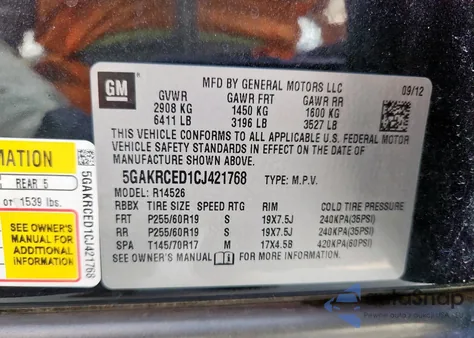 GM
MFD BY GENERAL MOTORS LLC
09/12
GVWR GAWR FRT GAWR RR
2908 KG 1450 KG 1600 KG
6411 LB 3196 LB 3527 LB
THIS VEHICLE CONFORMS TO ALL APPLICABLE U.S. FEDERAL MOTOR
VEHICLE SAFETY STANDARDS IN EFFECT ON THE DATE OF
MANUFACTURE SHOWN ABOVE.
5GAKRCED1CJ421768 TYPE: M.P.V.
MODEL: R14526
RBBX TIRE SIZE SPEED RTG RIM COLD TIRE PRESSURE
FRT P255/60R19 S 19X7.5J 240KPA(35PSI)
RR P255/60R19 S 19X7.5J 240KPA(35PSI)
SPA T145/70R17 M 17X4.5B 420KPA(60PSI)
SEE OWNER'S MANUAL FOR MORE INFORMATION.
MATION
REAR 5
or 1539 lbs.
SEE OWNER'S
MANUAL FOR
ADDITIONAL
INFORMATION
5GAKRCED1CJ421768
AutoSnap